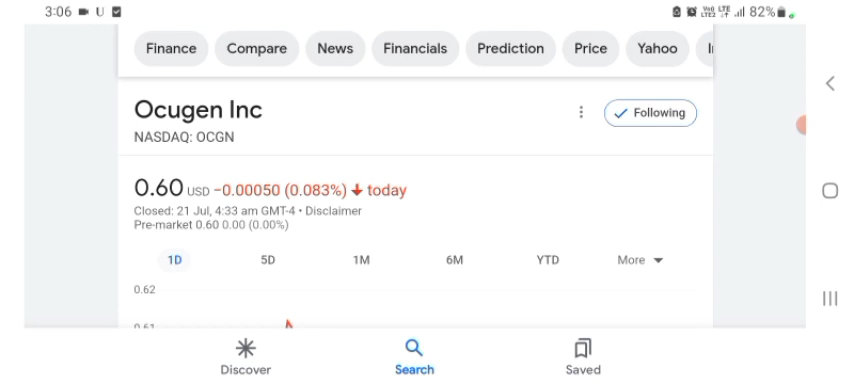 3:06 U 82%
Finance Compare News Financials Prediction Price Yahoo
Ocugen Inc
Following
NASDAQ: OCGN
0.60 USD −0.00050 (0.083%) today
Closed: 21 Jul, 4:33 am GMT-4 • Disclaimer
Pre-market 0.60 0.00 (0.00%)
1D 5D 1M 6M YTD More
0.62
0.61
Discover Search Saved